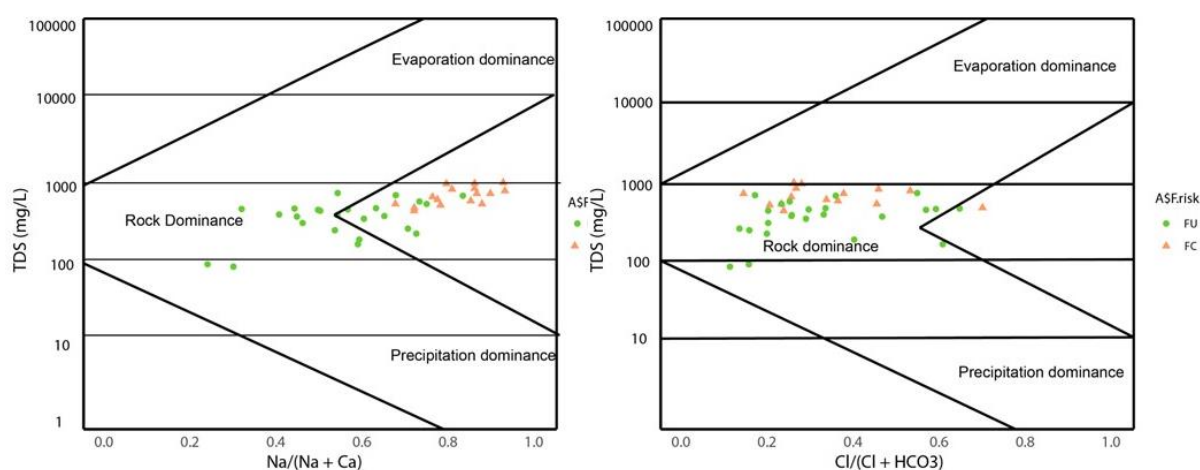 100000
10000
1000
100
10
1
TDS (mg/L)
Evaporation dominance
Rock Dominance
Precipitation dominance
0.0 0.2 0.4 0.6 0.8 1.0
Na/(Na + Ca)
A$F
100000
10000
1000
100
10
1
TDS (mg/L)
Evaporation dominance
Rock dominance
Precipitation dominance
0.0 0.2 0.4 0.6 0.8 1.0
Cl/(Cl + HCO3)
A$F.risk
FU
FC